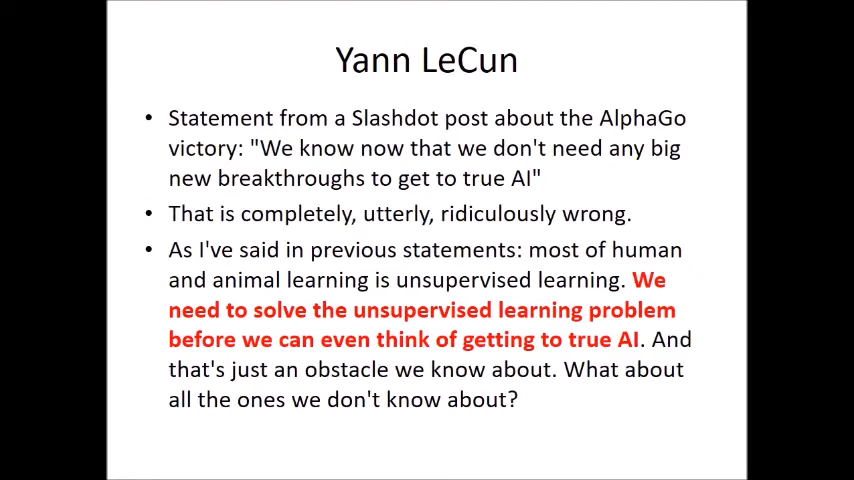 Yann LeCun
• Statement from a Slashdot post about the AlphaGo
victory: "We know now that we don't need any big
new breakthroughs to get to true AI"
• That is completely, utterly, ridiculously wrong.
• As I've said in previous statements: most of human
and animal learning is unsupervised learning. We
need to solve the unsupervised learning problem
before we can even think of getting to true AI. And
that's just an obstacle we know about. What about
all the ones we don't know about?